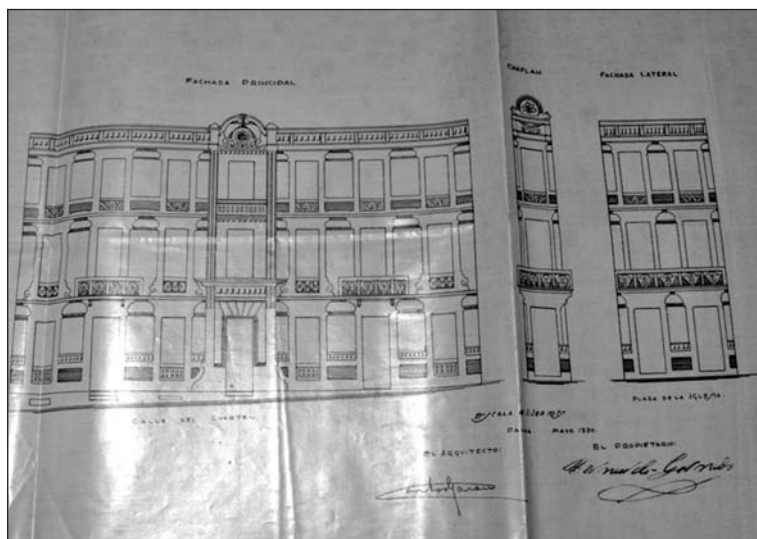 FACHADA PRINCIPAL
CHAFLAN
FACHADA LATERAL
CALLE DEL CUARTEL
PLAZA DE LA IGLESIA.
ESCALA
DALIA MAYO 1930.
EL ARQUITECTO:
EL PROPIETARIO: